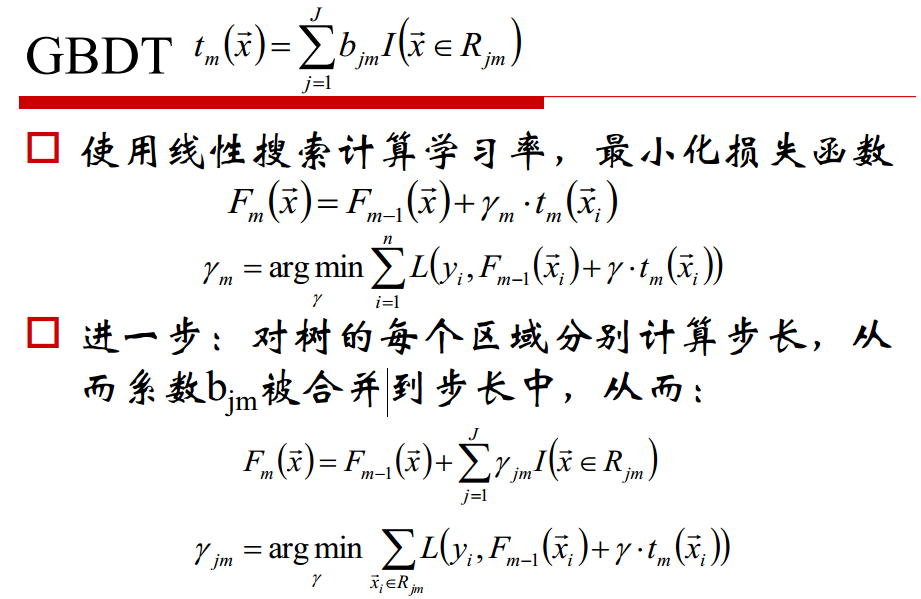 GBDT $t_m(\vec{x}) = \sum_{j=1}^{J} b_{jm} I(\vec{x} \in R_{jm})$
使用线性搜索计算学习率，最小化损失函数
$F_m(\vec{x}) = F_{m-1}(\vec{x}) + \gamma_m \cdot t_m(\vec{x}_i)$
$\gamma_m = \arg\min_{\gamma} \sum_{i=1}^{n} L(y_i, F_{m-1}(\vec{x}_i) + \gamma \cdot t_m(\vec{x}_i))$
进一步：对树的每个区域分别计算步长，从
而系数b_{jm}被合并到步长中，从而：
$F_m(\vec{x}) = F_{m-1}(\vec{x}) + \sum_{j=1}^{J} \gamma_{jm} I(\vec{x} \in R_{jm})$
$\gamma_{jm} = \arg\min_{\gamma} \sum_{\vec{x}_i \in R_{jm}} L(y_i, F_{m-1}(\vec{x}_i) + \gamma \cdot t_m(\vec{x}_i))$